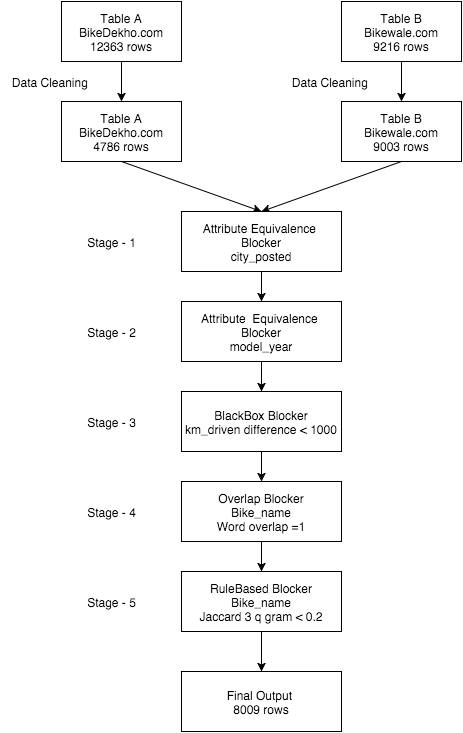 Table A
BikeDekho.com
12363 rows
Table B
Bikewale.com
9216 rows
Data Cleaning
Data Cleaning
Table A
BikeDekho.com
4786 rows
Table B
Bikewale.com
9003 rows
Stage - 1
Attribute Equivalence
Blocker
city_posted
Stage - 2
Attribute Equivalence
Blocker
model_year
Stage - 3
BlackBox Blocker
km_driven difference < 1000
Stage - 4
Overlap Blocker
Bike_name
Word overlap =1
Stage - 5
RuleBased Blocker
Bike_name
Jaccard 3 q gram < 0.2
Final Output
8009 rows